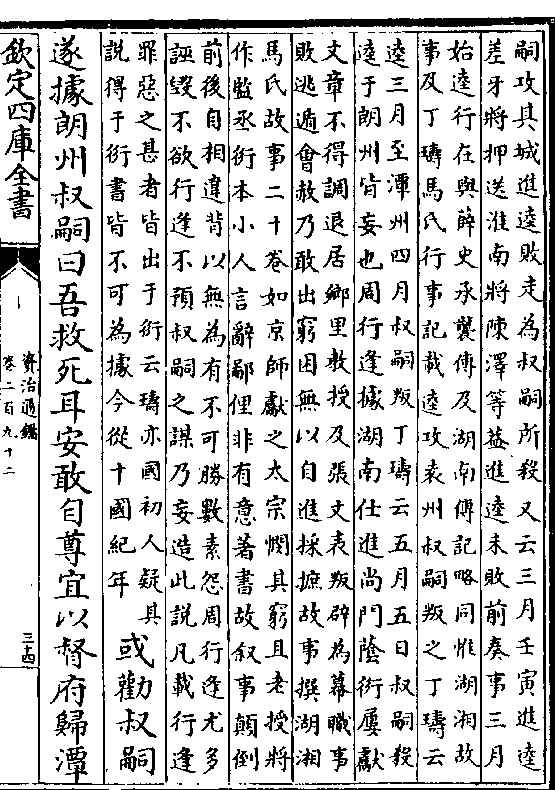 嗣攻其城進逵敗走為叔嗣所殺又云三月壬寅進逵
差牙將押送淮南將陳澤等葢進逵未敗前奏事三月
始達行在與薛史承襲傳及湖南傳記略同惟湖湘故
事及丁璹馬氏行事記載逵攻袁州叔嗣叛之丁璹云
逵三月至潭州四月叔嗣叛丁璹云五月五日叔嗣殺
逵于朗州皆妄也周行逢據湖南仕進尚門蔭衍屢獻
文章不得調退居鄉里教授及張文表叛辟為幕職事
敗逃遁會赦乃敢出窮困無以自進採摭故事撰湖湘
馬氏故事二十卷如京師獻之太宗憫其窮且老授將
作監丞衍本小人言辭鄙俚非有意著書故叙事顛倒
前後自相違背以無為有不可勝數素怨周行逢尤多
誣毀不欲行逢不預叔嗣之謀乃妄造此說凡載行逢
罪惡之甚者皆出于衍云璹亦國初人疑具
說得于衍書皆不可為據今從十國紀年
或勸叔嗣
遂據朗州叔嗣曰吾救死耳安敢自尊宜以督府歸潭
欽定四庫全書
資治通鑑
卷二百九十二
三十四